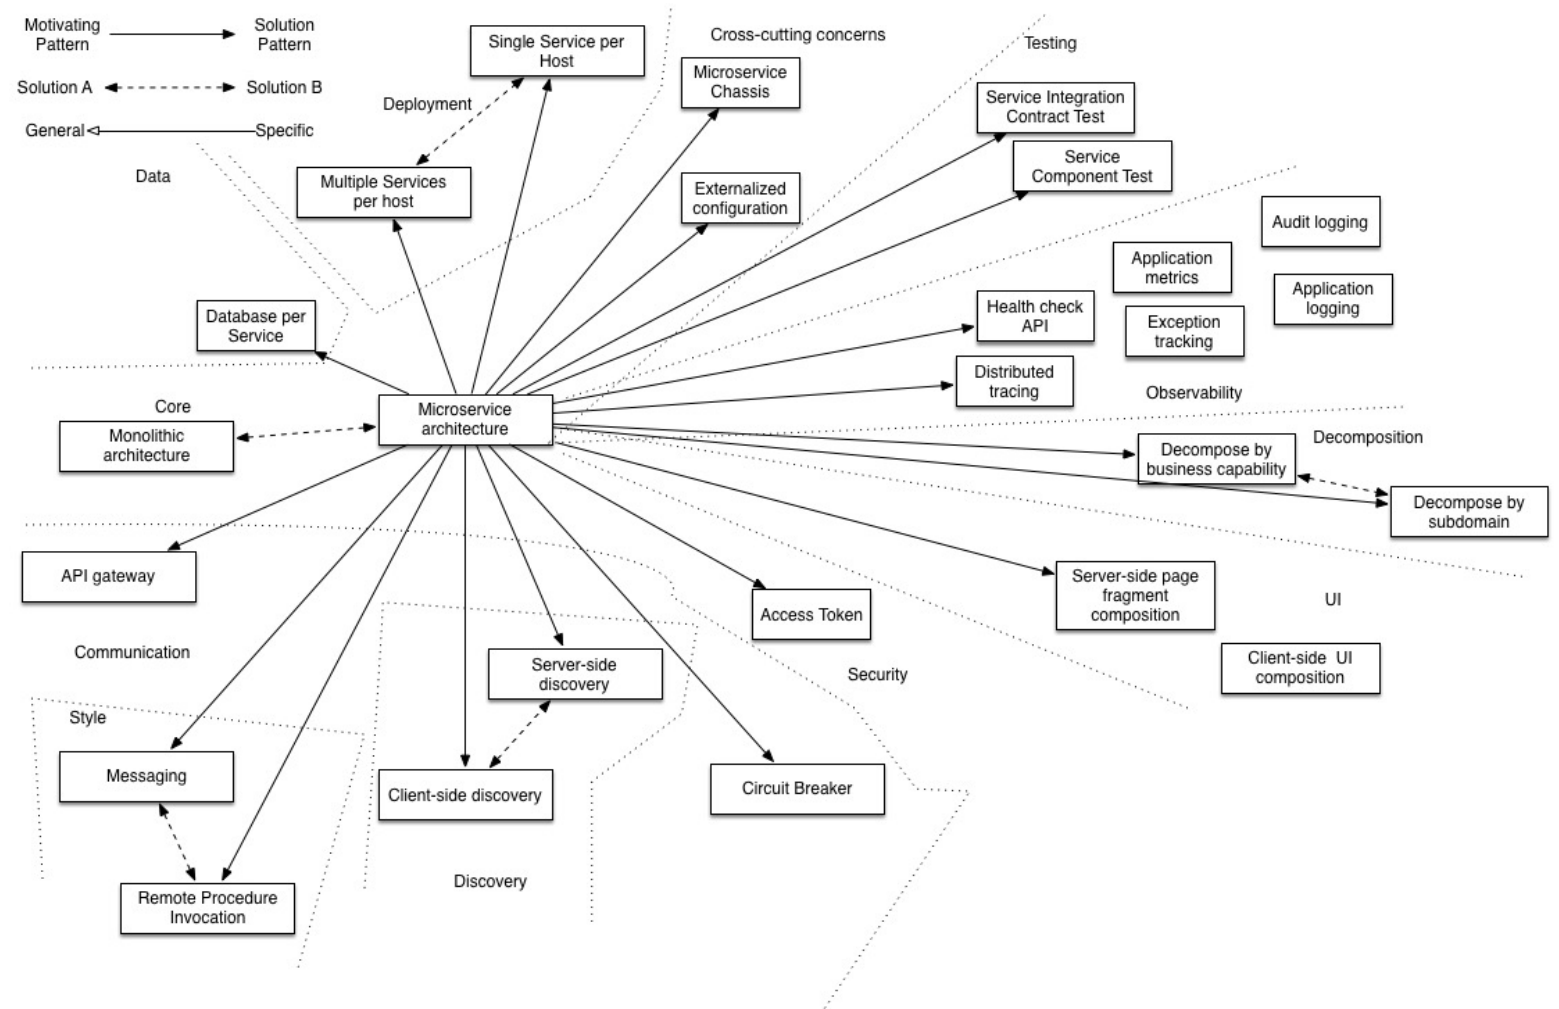 Motivating
Pattern
Solution
Pattern
Solution A
Solution B
General
Specific
Data
Deployment
Single Service per
Host
Multiple Services
per host
Cross-cutting concerns
Microservice
Chassis
Externalized
configuration
Testing
Service Integration
Contract Test
Service
Component Test
Audit logging
Application
metrics
Application
logging
Health check
API
Exception
tracking
Distributed
tracing
Observability
Database per
Service
Core
Monolithic
architecture
Microservice
architecture
Decomposition
Decompose by
business capability
Decompose by
subdomain
API gateway
Access Token
Server-side page
fragment
composition
UI
Client-side  UI
composition
Communication
Server-side
discovery
Security
Style
Messaging
Client-side discovery
Circuit Breaker
Discovery
Remote Procedure
Invocation